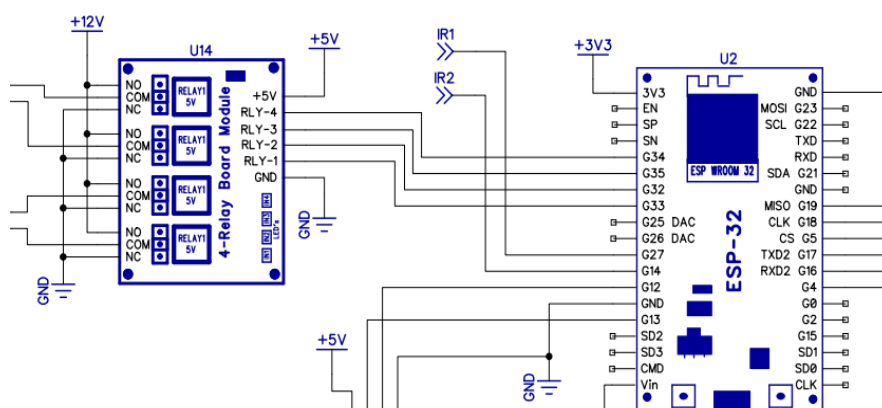 +12V
U14
+5V
IR1
IR2
+3V3
U2
NO
COM
NC
RELAY1
5V
NO
COM
NC
RELAY1
5V
NO
COM
NC
RELAY1
5V
NO
COM
NC
RELAY1
5V
GND
4-Relay Board Module
+5V
RLY-4
RLY-3
RLY-2
RLY-1
GND
IN4
IN3
IN2
IN1
LED's
GND
+5V
GND
3V3
EN
SP
SN
G34
G35
G32
G33
G25 DAC
G26 DAC
G27
G14
G12
GND
G13
SD2
SD3
CMD
Vin
ESP WROOM 32
ESP-32
GND
MOSI G23
SCL G22
TXD
RXD
SDA G21
GND
MISO G19
CLK G18
CS G5
TXD2 G17
RXD2 G16
G4
G0
G2
G15
SD1
SD0
CLK